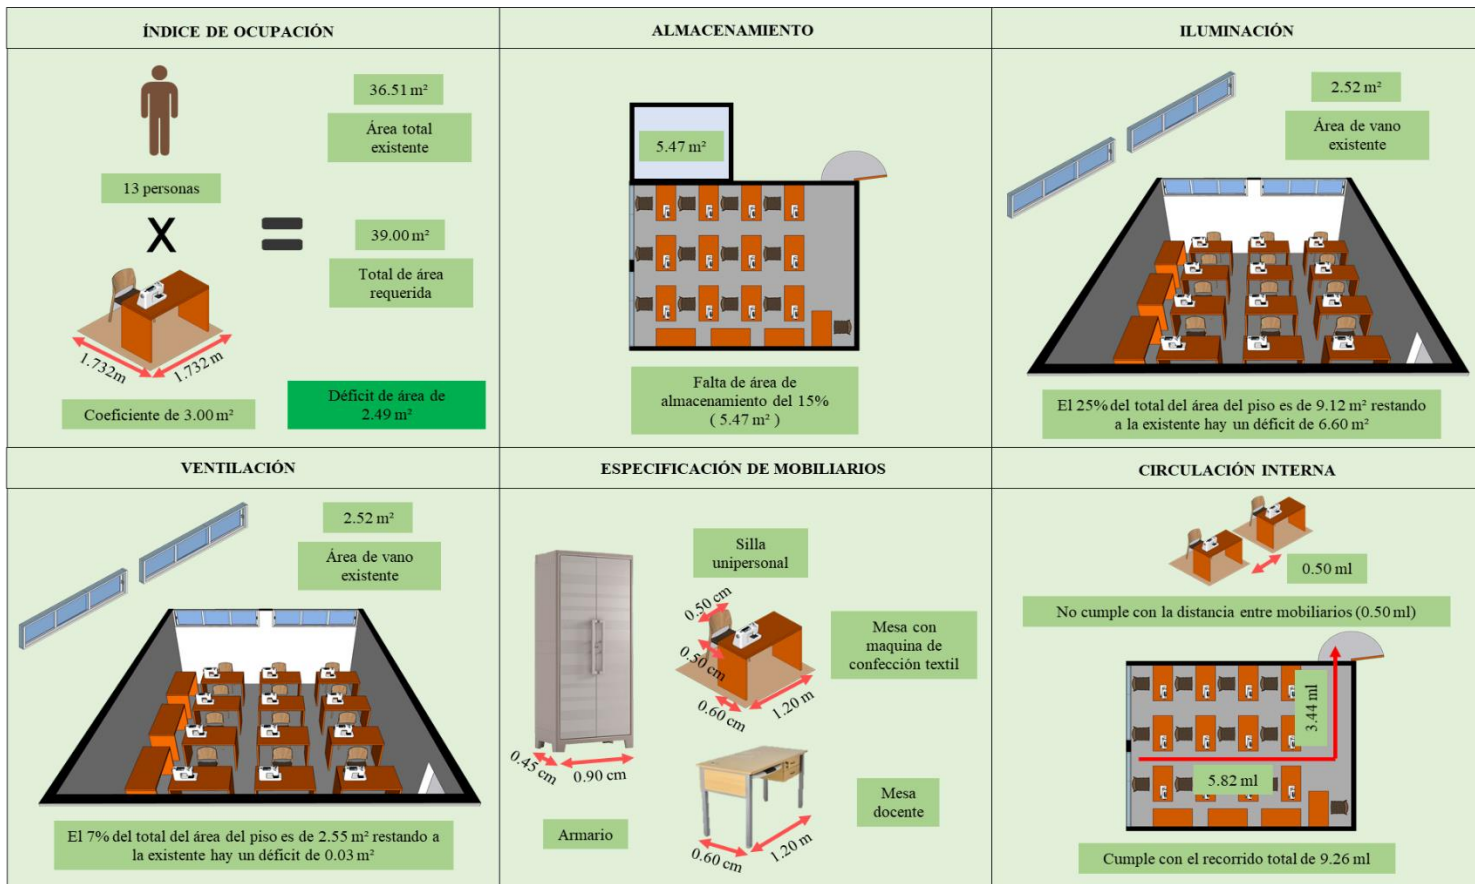 ÍNDICE DE OCUPACIÓN
36.51 m²
Área total
existente
13 personas
X
=
39.00 m²
Total de área
requerida
1.732m
1.732 m
Coeficiente de 3.00 m²
Déficit de área de
2.49 m²
ALMACENAMIENTO
5.47 m²
Falta de área de
almacenamiento del 15%
( 5.47 m² )
ILUMINACIÓN
2.52 m²
Área de vano
existente
El 25% del total del área del piso es de 9.12 m² restando
a la existente hay un déficit de 6.60 m²
VENTILACIÓN
2.52 m²
Área de vano
existente
El 7% del total del área del piso es de 2.55 m² restando a
la existente hay un déficit de 0.03 m²
ESPECIFICACIÓN DE MOBILIARIOS
Silla
unipersonal
0.50 cm
0.50 cm
0.60 cm
1.20 m
Mesa con
maquina de
confección textil
0.45 cm
0.90 cm
Armario
0.60 cm
1.20 m
Mesa
docente
CIRCULACIÓN INTERNA
0.50 ml
No cumple con la distancia entre mobiliarios (0.50 ml)
3.44 ml
5.82 ml
Cumple con el recorrido total de 9.26 ml